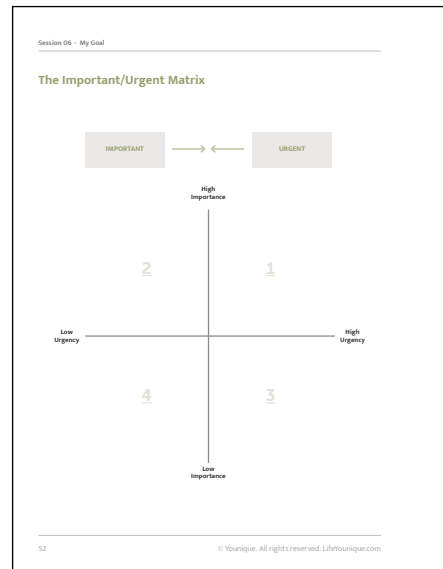 Session 06 - My Goal
The Important/Urgent Matrix
IMPORTANT
URGENT
High
Importance
2
1
Low
Urgency
High
Urgency
4
3
Low
Importance
52
© Younique. All rights reserved. LifeYounique.com